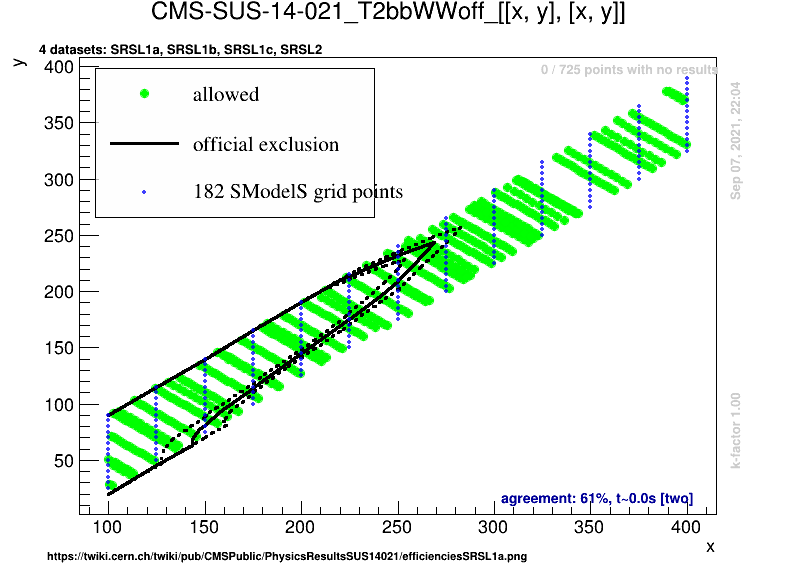 CMS-SUS-14-021_T2bbWWoff_[[x, y], [x, y]]
4 datasets: SRSL1a, SRSL1b, SRSL1c, SRSL2
y
0 / 725 points with no results
400
350
300
250
200
150
100
50
allowed
official exclusion
182 SModelS grid points
Sep 07, 2021, 22:04
k-factor 1.00
agreement: 61%, t~0.0s [twq]
100 150 200 250 300 350 400
x
https://twiki.cern.ch/twiki/pub/CMSPublic/PhysicsResultsSUS14021/efficienciesSRSL1a.png